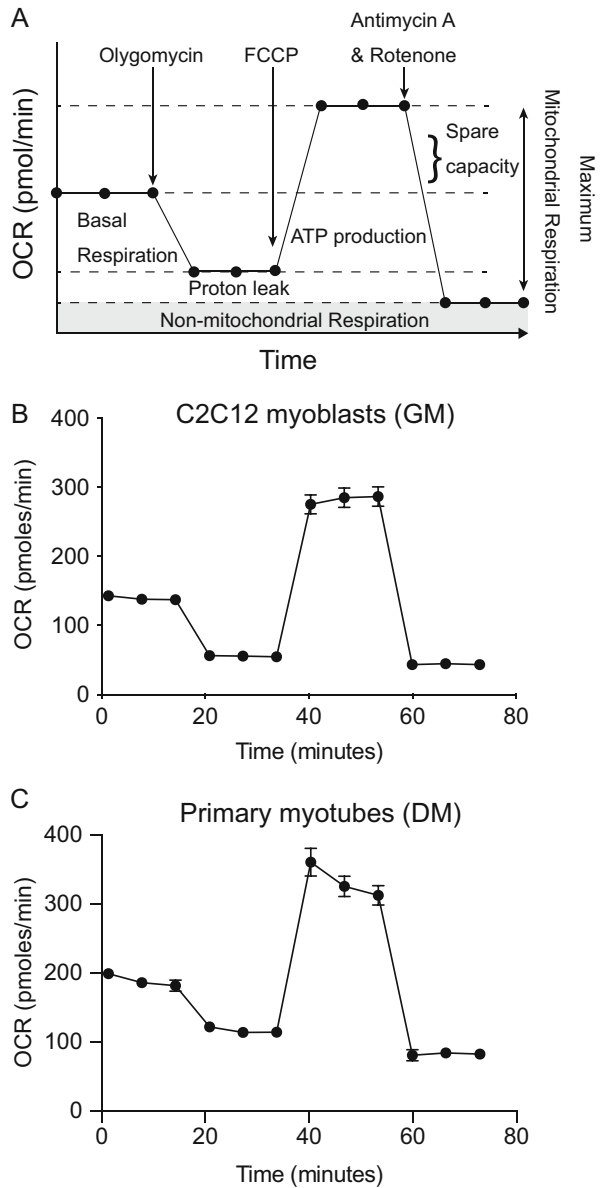 A
Antimycin A
Olygomycin
FCCP
& Rotenone
OCR (pmol/min)
Spare
capacity
}
Basal
Respiration
ATP production
Proton leak
Non-mitochondrial Respiration
Time
Maximum
Mitochondrial Respiration
B
C2C12 myoblasts (GM)
OCR (pmoles/min)
400
300
200
100
0
0 20 40 60 80
Time (minutes)
C
Primary myotubes (DM)
OCR (pmoles/min)
400
300
200
100
0
0 20 40 60 80
Time (minutes)